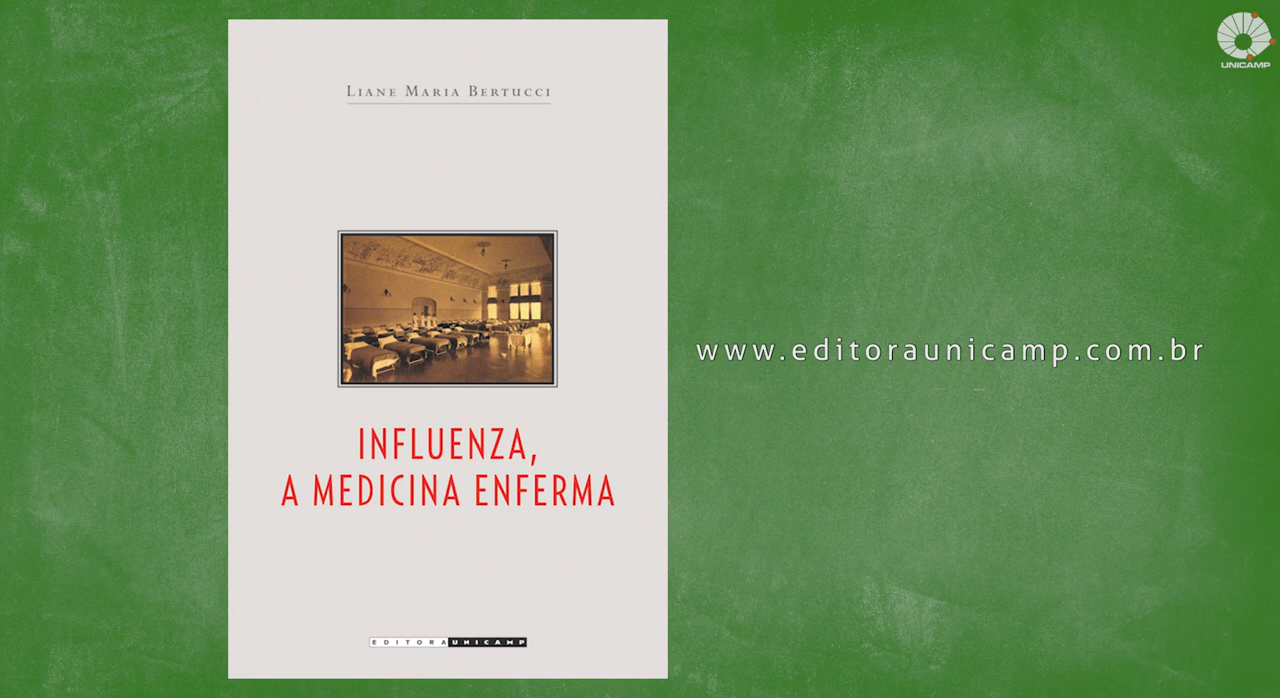 LIANE MARIA BERTUCCI
INFLUENZA,
A MEDICINA ENFERMA
EDITORA UNICAMP
www.editoraunicamp.com.br
UNICAMP